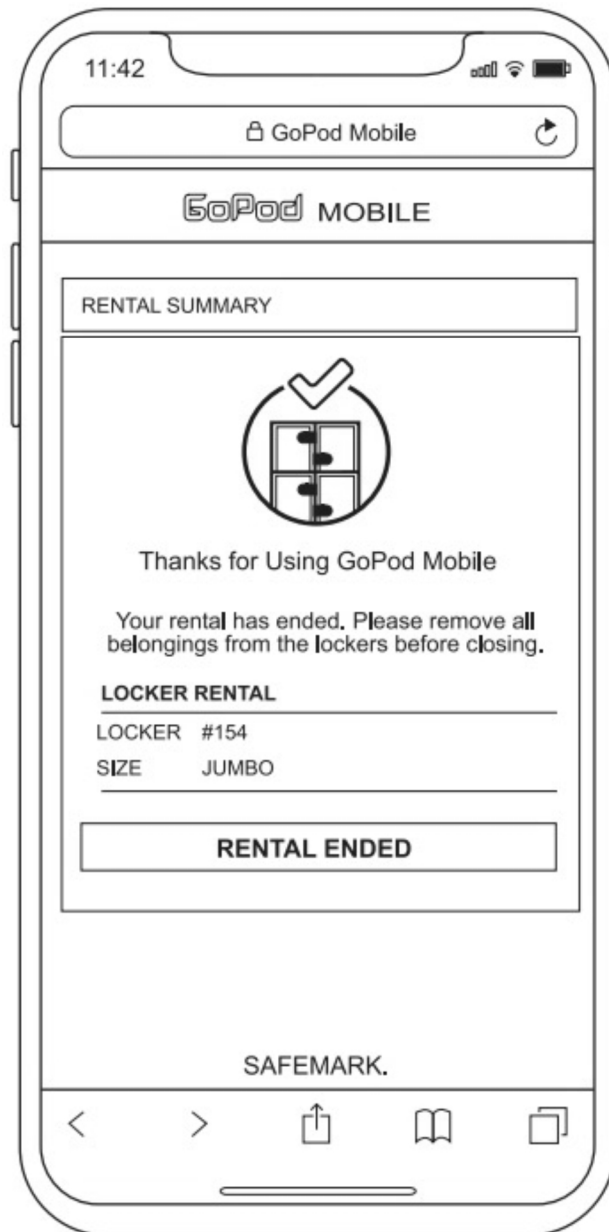 11:42
GoPod Mobile
GoPod MOBILE
RENTAL SUMMARY
Thanks for Using GoPod Mobile
Your rental has ended. Please remove all
belongings from the lockers before closing.
LOCKER RENTAL
LOCKER #154
SIZE JUMBO
RENTAL ENDED
SAFEMARK.